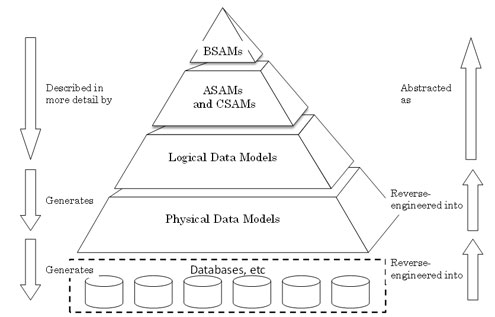 BSAMs
Described in
more detail by
ASAMs
and CSAMs
Abstracted
as
Logical Data Models
Generates
Reverse-
engineered into
Physical Data Models
Generates
Databases, etc
Reverse-
engineered into